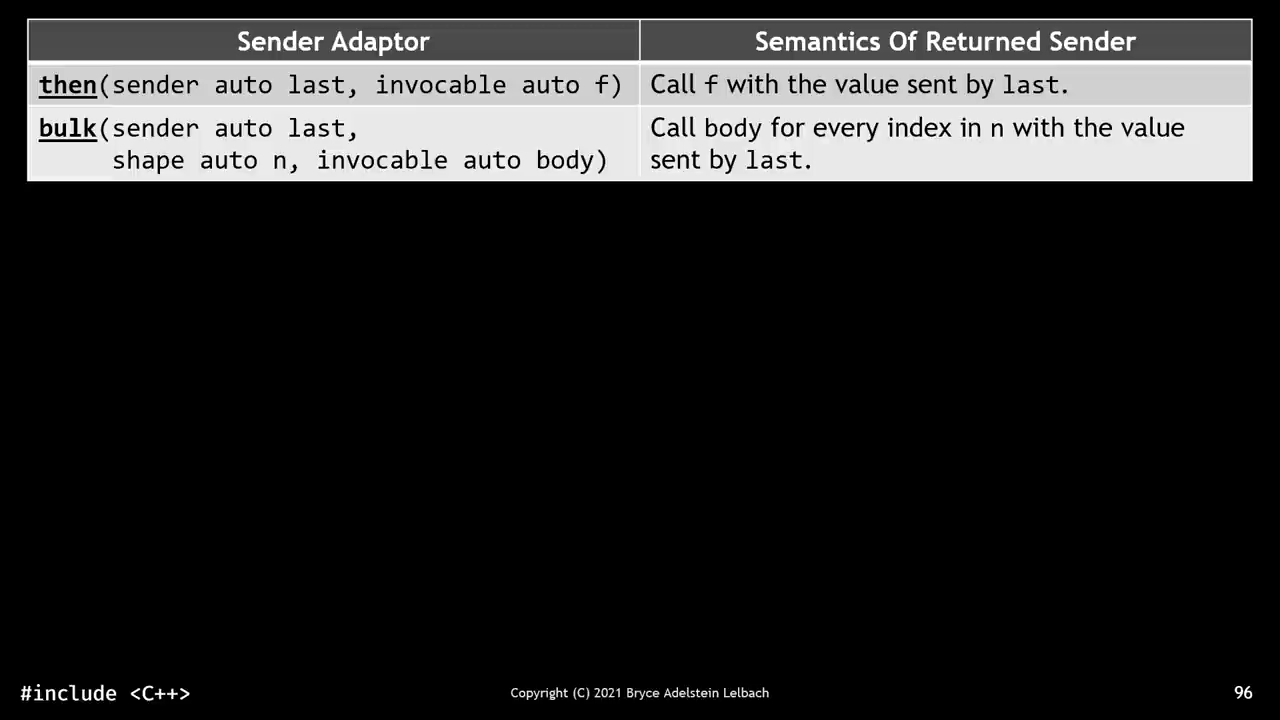 Sender Adaptor
Semantics Of Returned Sender
then(sender auto last, invocable auto f)
Call f with the value sent by last.
bulk(sender auto last,
shape auto n, invocable auto body)
Call body for every index in n with the value
sent by last.
#include <C++>
Copyright (C) 2021 Bryce Adelstein Lelbach
96